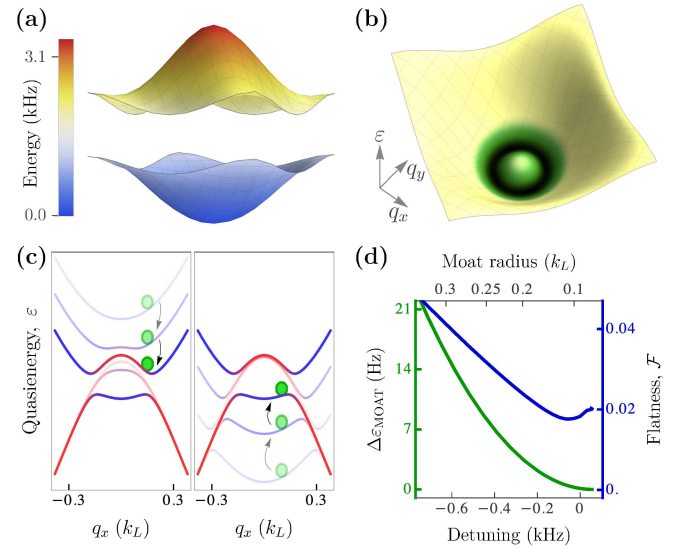 (a)
3.1
Energy (kHz)
0.0
(b)
ε
q_y
q_x
(c)
Quasienergy, ε
−0.3
0.3
−0.3
0.3
q_x (k_L)
q_x (k_L)
(d)
Moat radius (k_L)
0.3
0.25
0.2
0.1
21
14
7
0
Δε_MOAT (Hz)
0.04
0.02
0.
Flatness, ℱ
−0.6
−0.4
−0.2
0
Detuning (kHz)